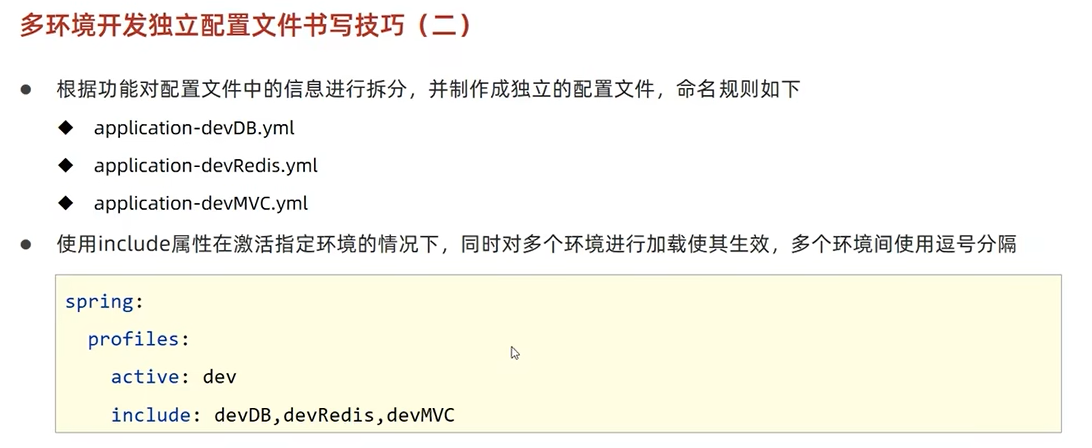 多环境开发独立配置文件书写技巧（二）
● 根据功能对配置文件中的信息进行拆分，并制作成独立的配置文件，命名规则如下
◆ application-devDB.yml
◆ application-devRedis.yml
◆ application-devMVC.yml
● 使用include属性在激活指定环境的情况下，同时对多个环境进行加载使其生效，多个环境间使用逗号分隔
spring:
  profiles:
    active: dev
    include: devDB,devRedis,devMVC